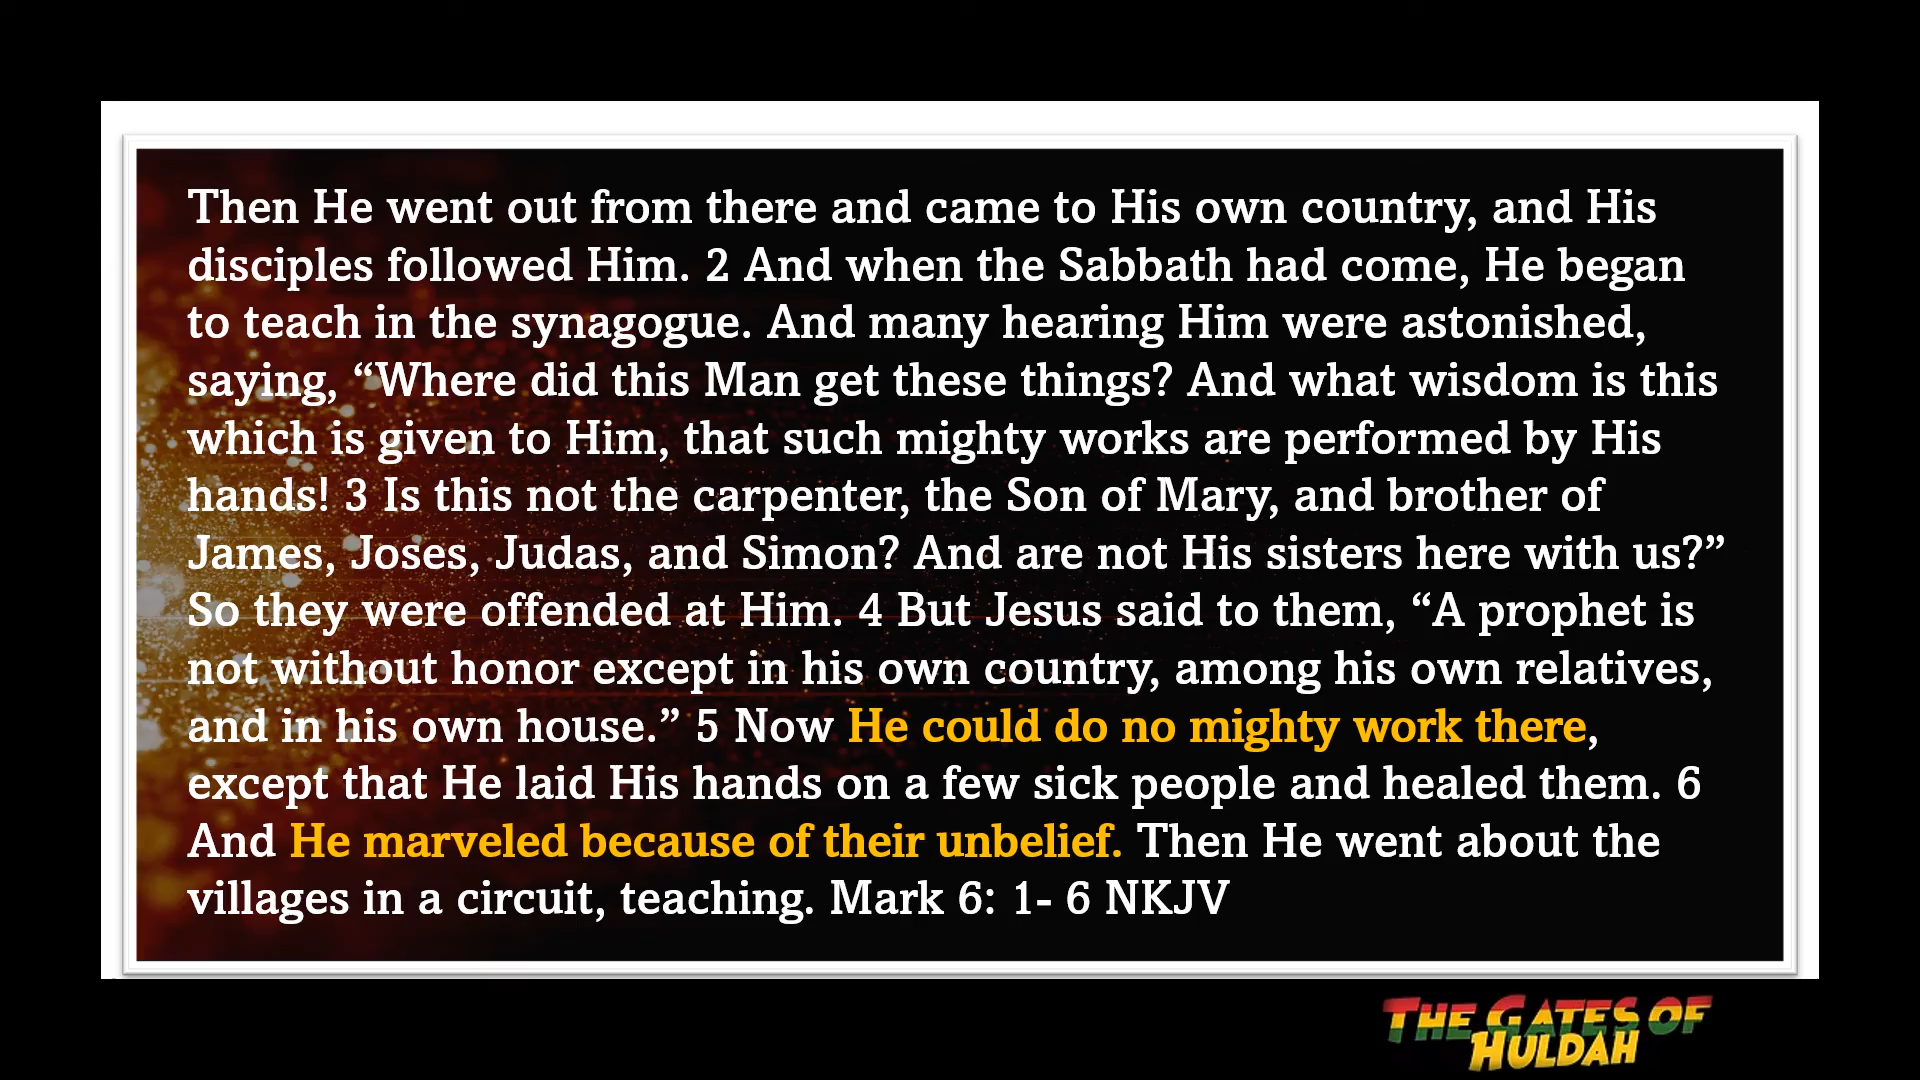 Then He went out from there and came to His own country, and His
disciples followed Him. 2 And when the Sabbath had come, He began
to teach in the synagogue. And many hearing Him were astonished,
saying, “Where did this Man get these things? And what wisdom is this
which is given to Him, that such mighty works are performed by His
hands! 3 Is this not the carpenter, the Son of Mary, and brother of
James, Joses, Judas, and Simon? And are not His sisters here with us?”
So they were offended at Him. 4 But Jesus said to them, “A prophet is
not without honor except in his own country, among his own relatives,
and in his own house.” 5 Now He could do no mighty work there,
except that He laid His hands on a few sick people and healed them. 6
And He marveled because of their unbelief. Then He went about the
villages in a circuit, teaching. Mark 6: 1- 6 NKJV
THE GATES OF
HULDAH